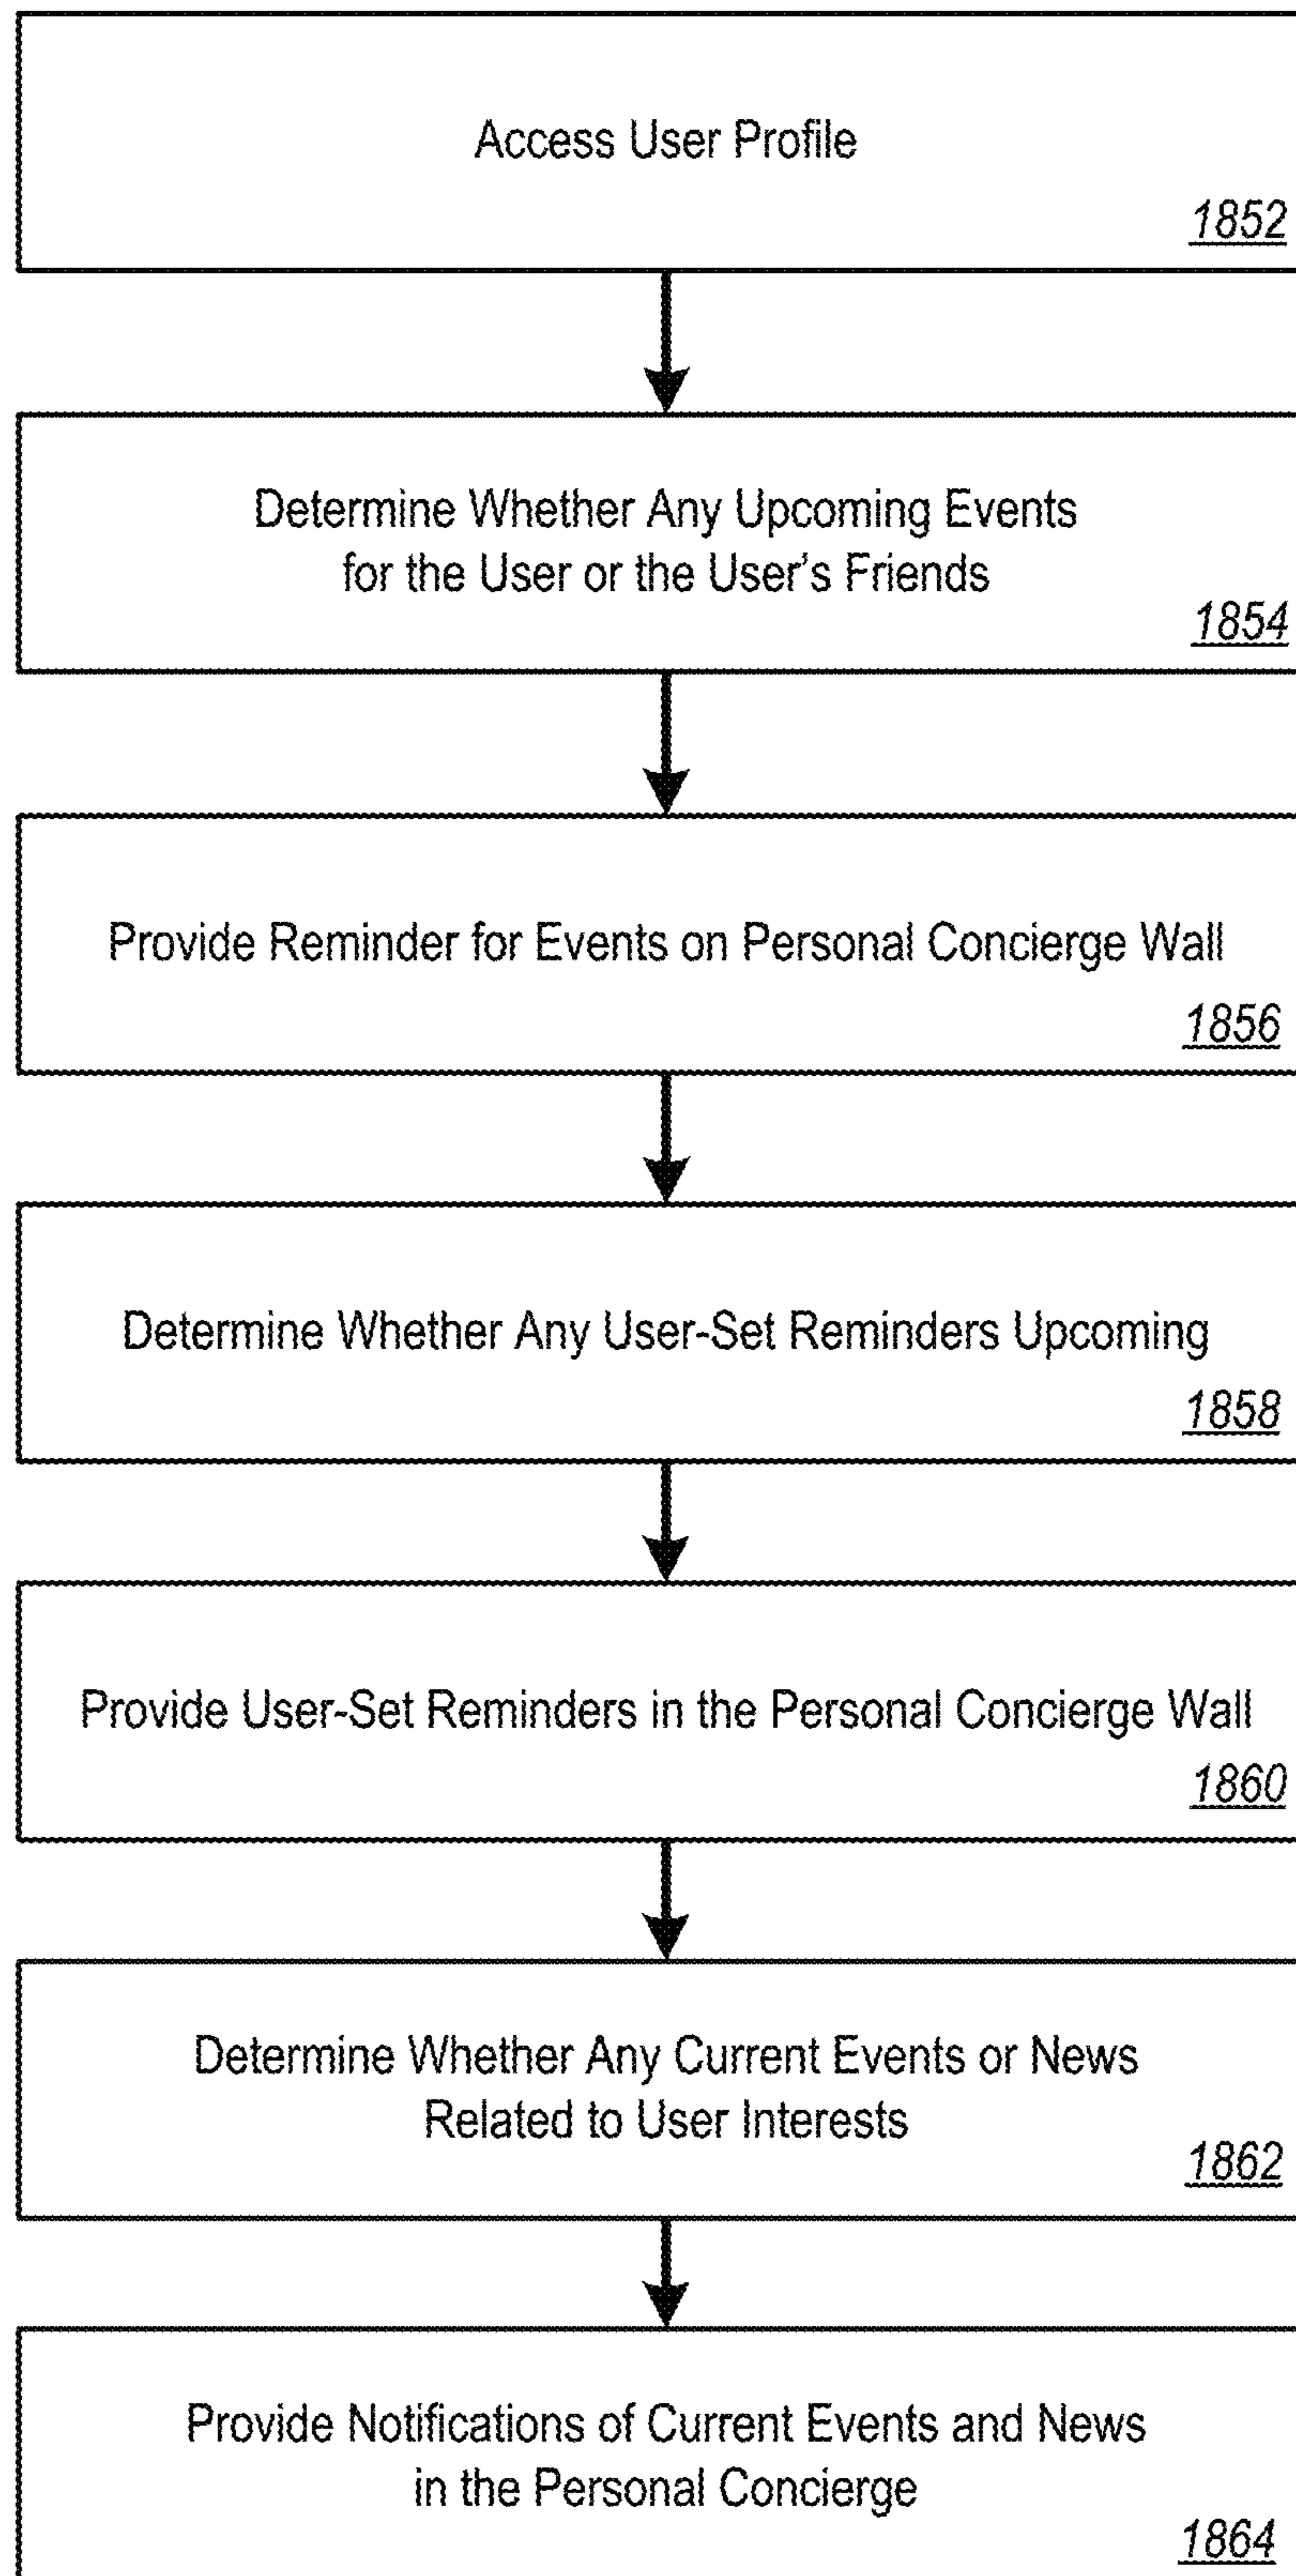 Access User Profile
1852
Determine Whether Any Upcoming Events
for the User or the User's Friends
1854
Provide Reminder for Events on Personal Concierge Wall
1856
Determine Whether Any User-Set Reminders Upcoming
1858
Provide User-Set Reminders in the Personal Concierge Wall
1860
Determine Whether Any Current Events or News
Related to User Interests
1862
Provide Notifications of Current Events and News
in the Personal Concierge
1864